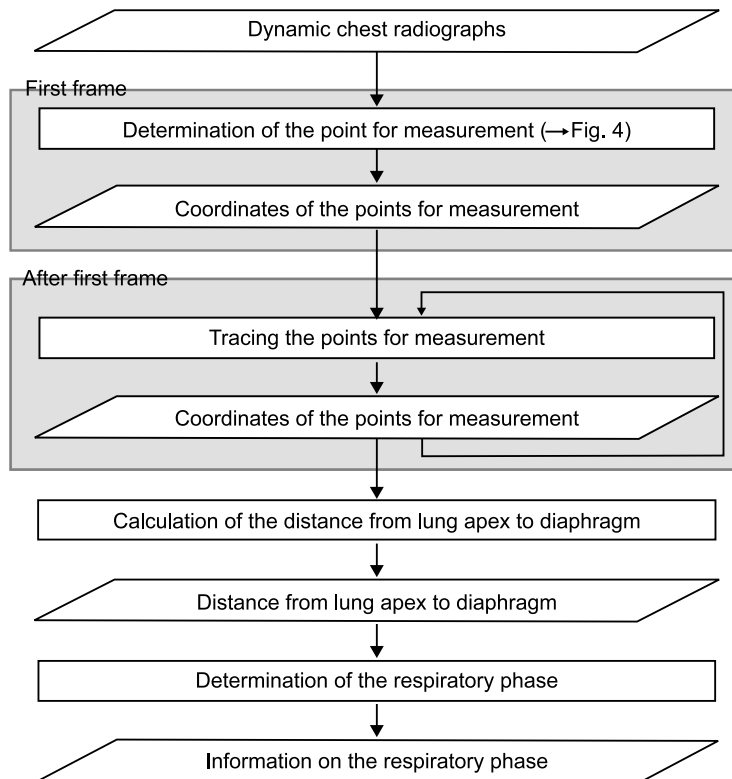 Dynamic chest radiographs
First frame
Determination of the point for measurement (→Fig. 4)
Coordinates of the points for measurement
After first frame
Tracing the points for measurement
Coordinates of the points for measurement
Calculation of the distance from lung apex to diaphragm
Distance from lung apex to diaphragm
Determination of the respiratory phase
Information on the respiratory phase